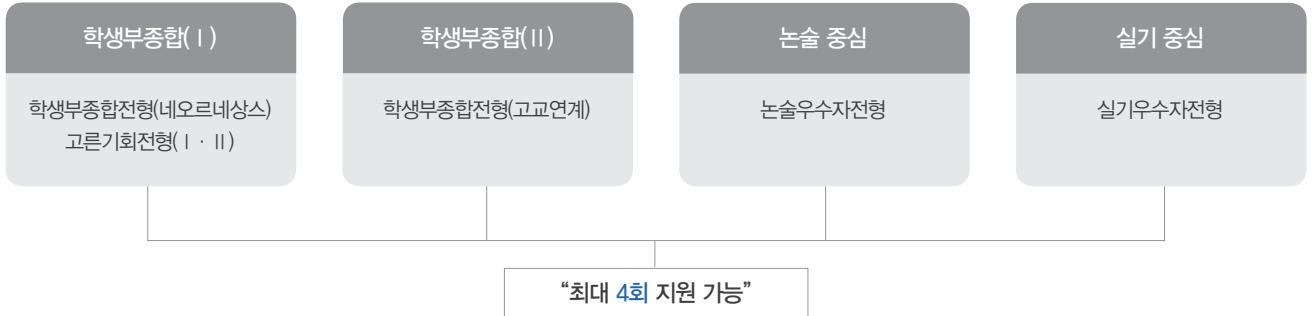 학생부종합(Ⅰ)
학생부종합전형(네오르네상스)
고른기회전형(Ⅰ·Ⅱ)
학생부종합(Ⅱ)
학생부종합전형(고교연계)
논술 중심
논술우수자전형
실기 중심
실기우수자전형
“최대 4회 지원 가능”